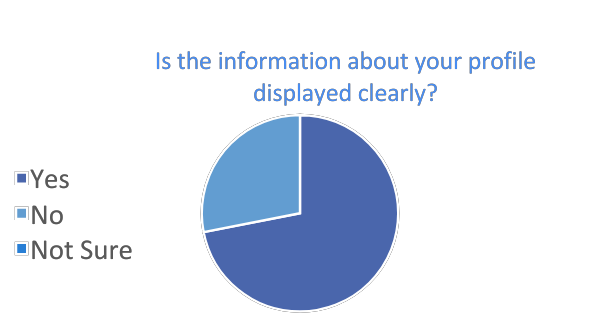 Is the information about your profile
displayed clearly?
Yes
No
Not Sure